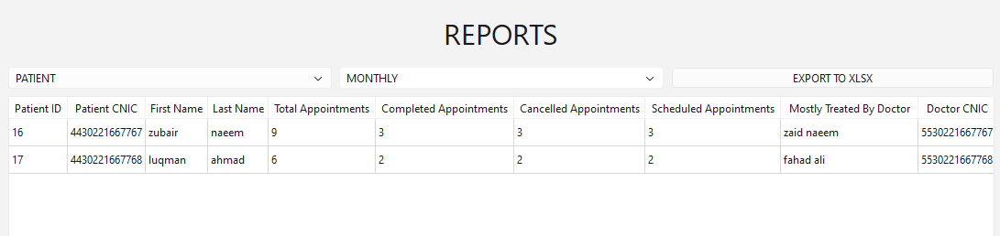 REPORTS
PATIENT MONTHLY EXPORT TO XLSX
Patient ID Patient CNIC First Name Last Name Total Appointments Completed Appointments Cancelled Appointments Scheduled Appointments Mostly Treated By Doctor Doctor CNIC
16 4430221667767 zubair naeem 9 3 3 3 zaid naeem 5530221667767
17 4430221667768 luqman ahmad 6 2 2 2 fahad ali 5530221667768